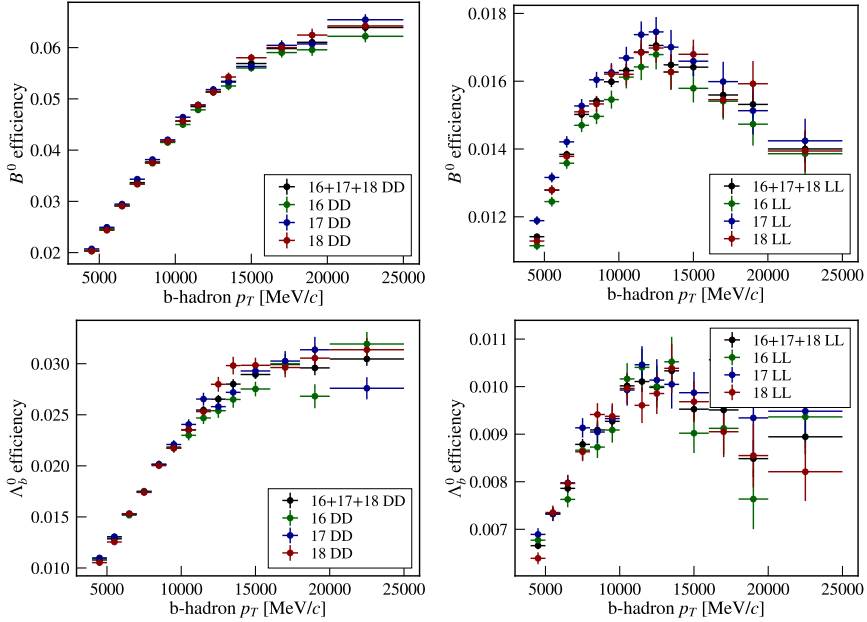 0.06
0.05
0.04
0.03
0.02
B⁰ efficiency
16+17+18 DD
16 DD
17 DD
18 DD
5000 10000 15000 20000 25000
b-hadron p_T [MeV/c]
0.018
0.016
0.014
0.012
B⁰ efficiency
16+17+18 LL
16 LL
17 LL
18 LL
5000 10000 15000 20000 25000
b-hadron p_T [MeV/c]
0.030
0.025
0.020
0.015
0.010
Λ_b⁰ efficiency
16+17+18 DD
16 DD
17 DD
18 DD
5000 10000 15000 20000 25000
b-hadron p_T [MeV/c]
0.011
0.010
0.009
0.008
0.007
Λ_b⁰ efficiency
16+17+18 LL
16 LL
17 LL
18 LL
5000 10000 15000 20000 25000
b-hadron p_T [MeV/c]